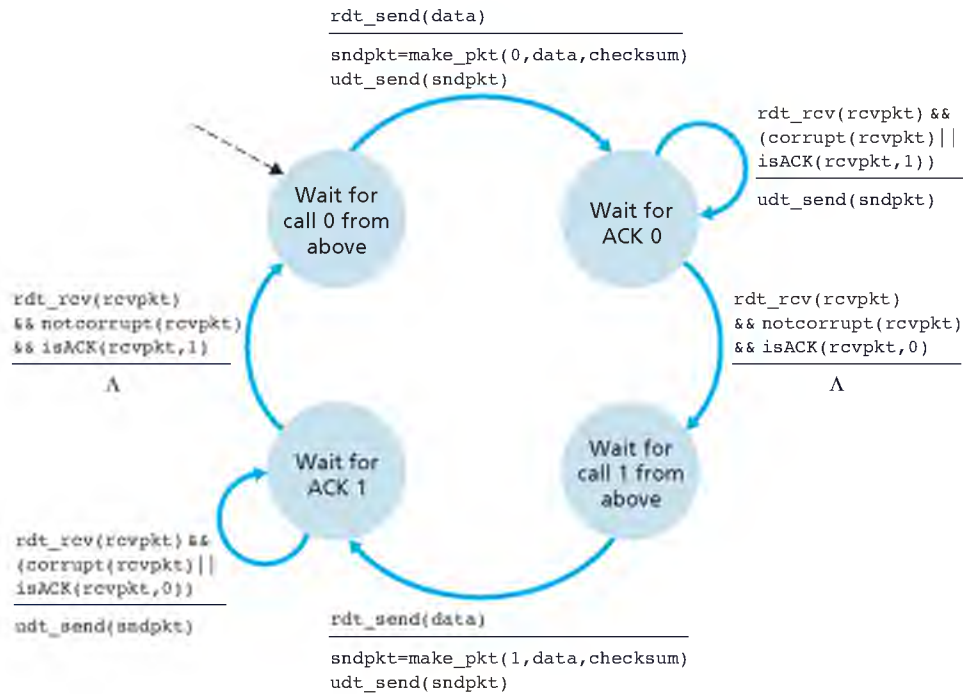 rdt_send(data)
sndpkt=make_pkt(0,data,checksum)
udt_send(sndpkt)
rdt_rcv(rcvpkt) &&
(corrupt(rcvpkt)||
isACK(rcvpkt,1))
udt_send(sndpkt)
Wait for
call 0 from
above
Wait for
ACK 0
rdt_rcv(rcvpkt)
&& notcorrupt(rcvpkt)
&& isACK(rcvpkt,1)
Λ
rdt_rcv(rcvpkt)
&& notcorrupt(rcvpkt)
&& isACK(rcvpkt,0)
Λ
Wait for
ACK 1
Wait for
call 1 from
above
rdt_rcv(rcvpkt) &&
(corrupt(rcvpkt)||
isACK(rcvpkt,0))
udt_send(sndpkt)
rdt_send(data)
sndpkt=make_pkt(1,data,checksum)
udt_send(sndpkt)